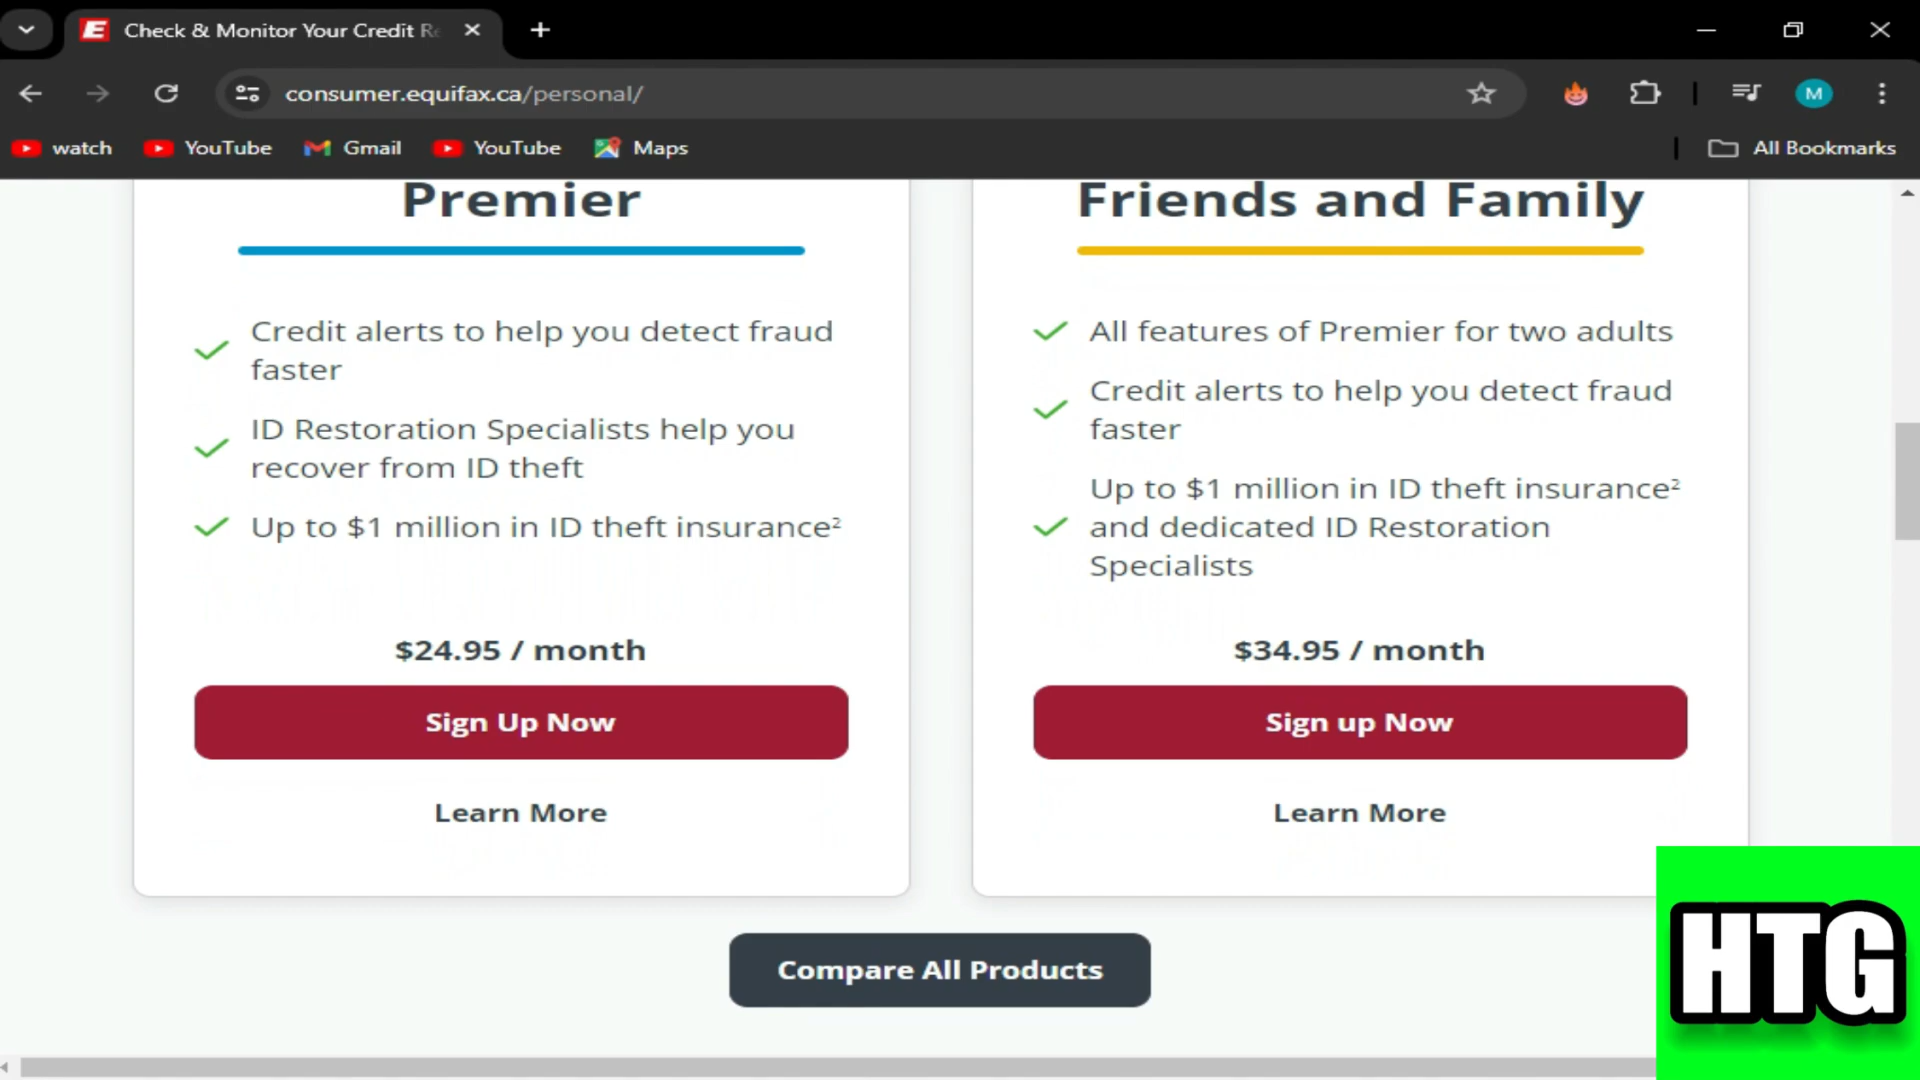 Check & Monitor Your Credit Re
consumer.equifax.ca/personal/
M
watch
YouTube
Gmail
YouTube
Maps
All Bookmarks
Premier
Credit alerts to help you detect fraud
faster
ID Restoration Specialists help you
recover from ID theft
Up to $1 million in ID theft insurance²
$24.95 / month
Sign Up Now
Learn More
Friends and Family
All features of Premier for two adults
Credit alerts to help you detect fraud
faster
Up to $1 million in ID theft insurance²
and dedicated ID Restoration
Specialists
$34.95 / month
Sign up Now
Learn More
Compare All Products
HTG